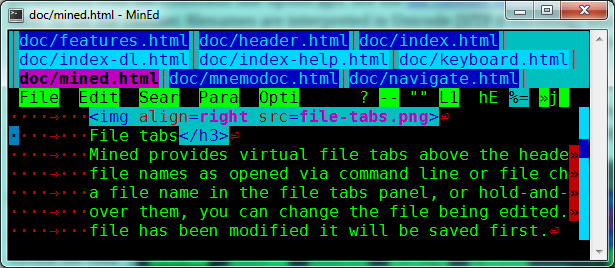 doc/mined.html - MinEd
doc/features.html doc/header.html doc/index.html
doc/index-dl.html doc/index-help.html doc/keyboard.html
doc/mined.html doc/mnemodoc.html doc/navigate.html
File Edit Sear Para Opti ? -- "" L1 hE %= »j
<img align=right src=file-tabs.png>⏎
File tabs</h3>⏎
Mined provides virtual file tabs above the heade»
file names as opened via command line or file ch»
a file name in the file tabs panel, or hold-and-»
over them, you can change the file being edited.»
file has been modified it will be saved first.⏎